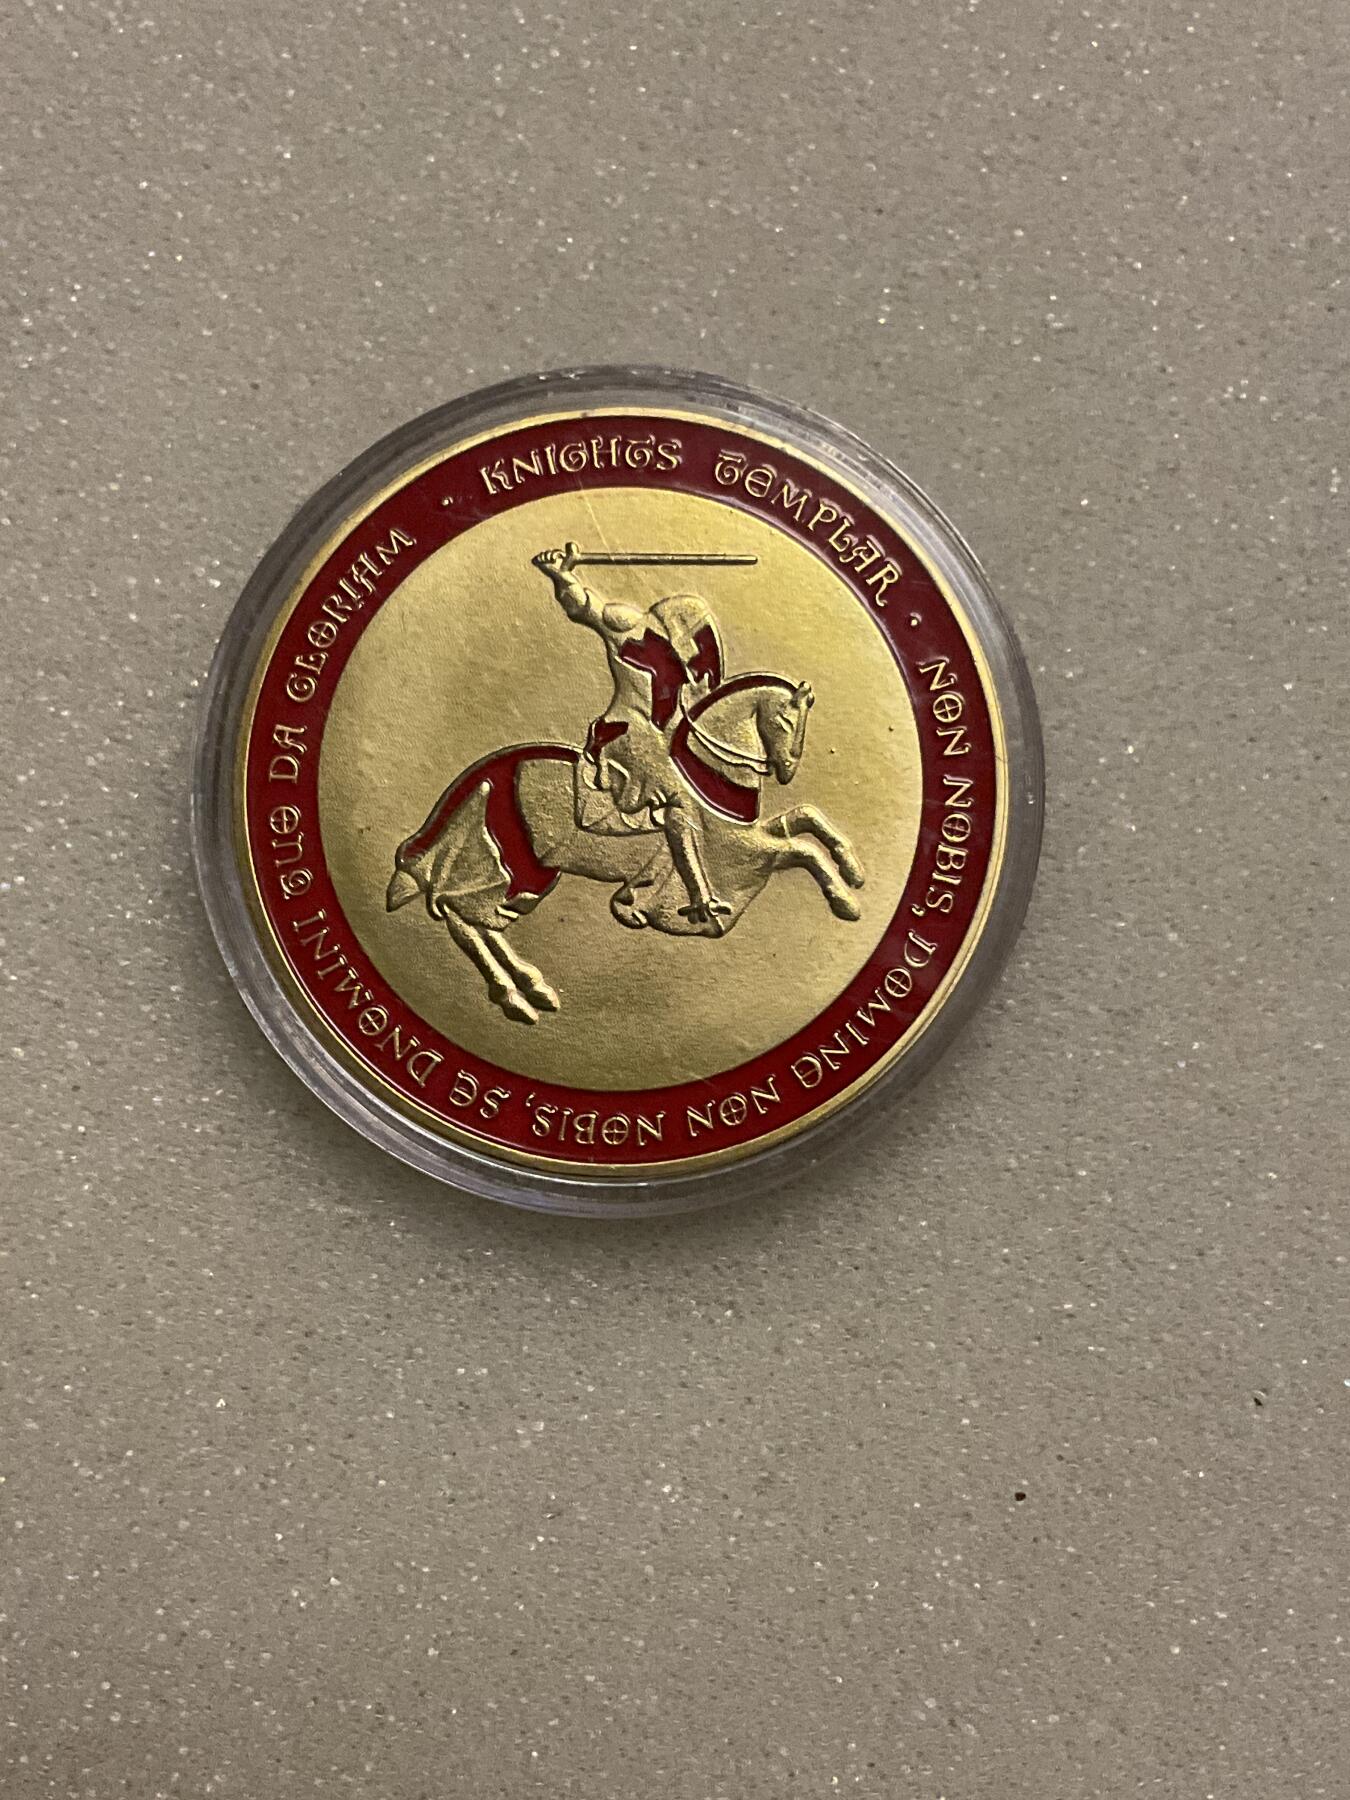 · KNIGHTS TEMPLAR ·
NON NOBIS, DOMINE NON NOBIS, SE DNOMINI TUO DA GLORIAM